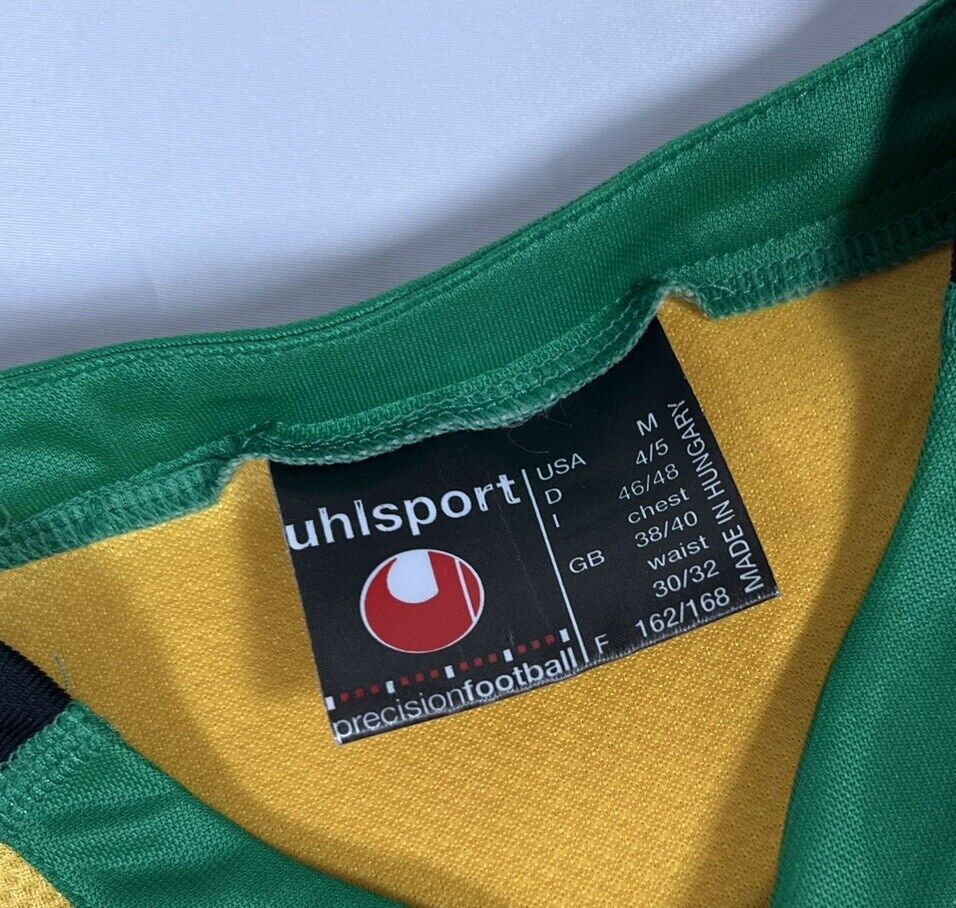 uhlsport
precisionfootball
USA M
D 4/5
I 46/48
chest
GB 38/40
waist
30/32
F 162/168
MADE IN HUNGARY